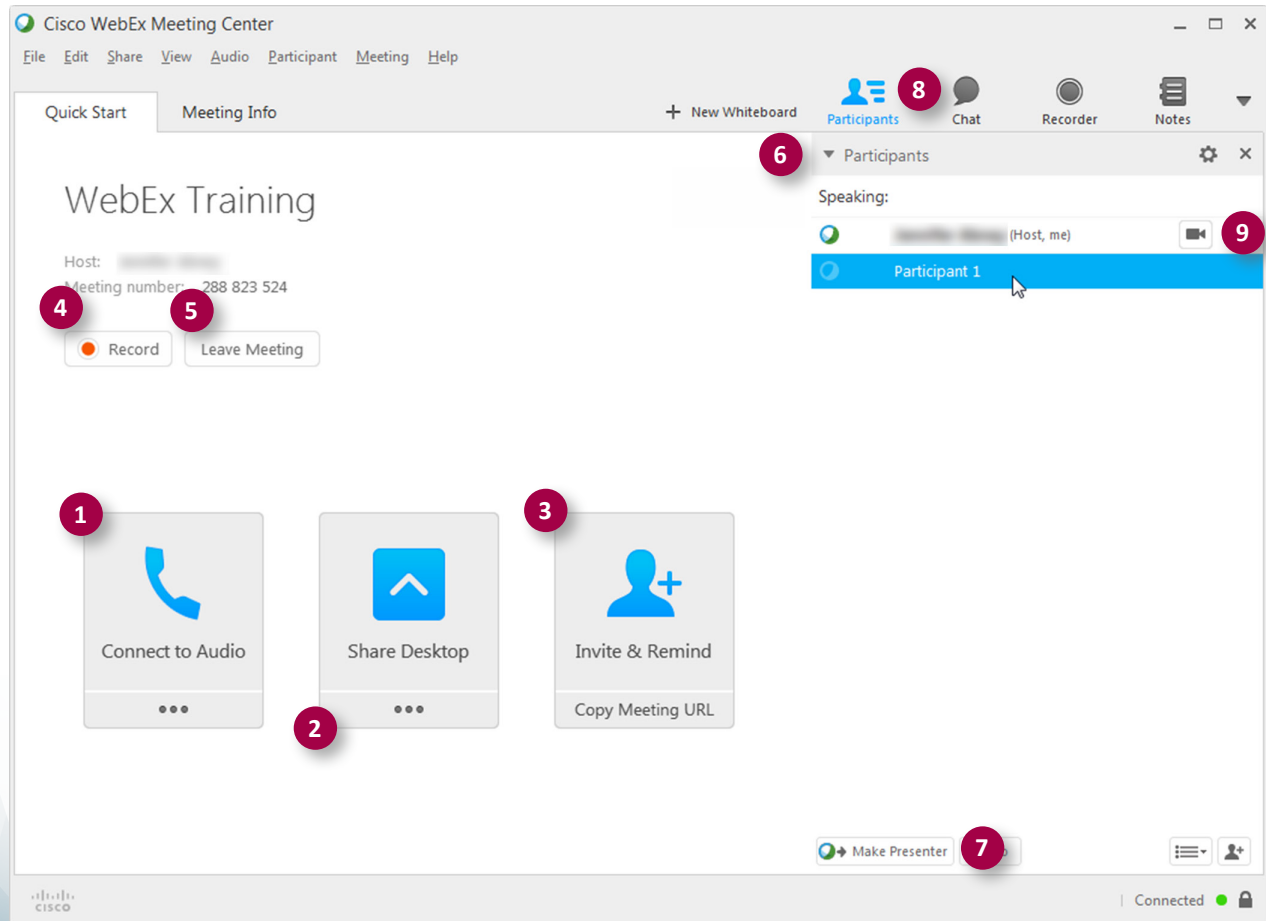 Cisco WebEx Meeting Center
File Edit Share View Audio Participant Meeting Help
Quick Start Meeting Info + New Whiteboard
Participants 8 Chat Recorder Notes
6 Participants
WebEx Training
Speaking:
(Host, me) 9
Participant 1
Host:
Meeting number: 288 823 524
4 5
Record Leave Meeting
1 3
Connect to Audio Share Desktop Invite & Remind
Copy Meeting URL
2
Make Presenter 7
CISCO
Connected